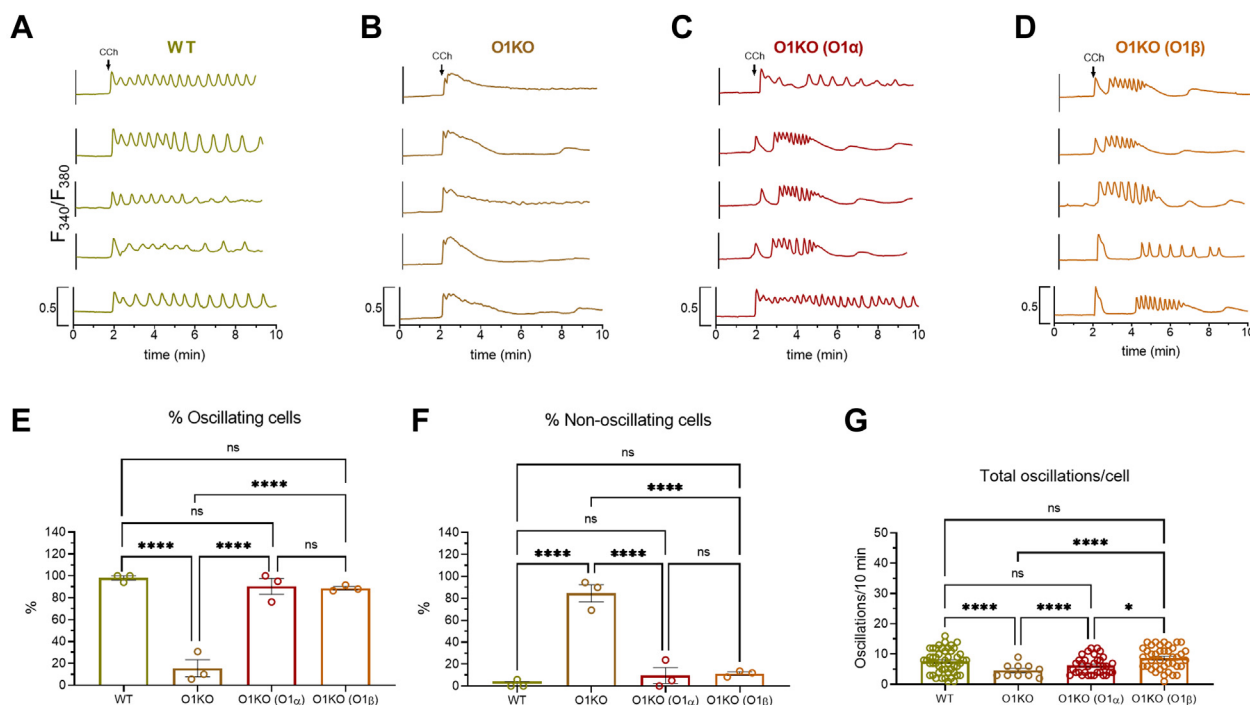 A
WT
CCh
F340/F380
0.5
0 2 4 6 8 10
time (min)
B
O1KO
CCh
0.5
0 2 4 6 8 10
time (min)
C
O1KO (O1α)
CCh
0.5
0 2 4 6 8 10
time (min)
D
O1KO (O1β)
CCh
0.5
0 2 4 6 8 10
time (min)
E
% Oscillating cells
ns
****
ns
**** **** ns
140
120
100
80
60
40
20
0
%
WT O1KO O1KO (O1α) O1KO (O1β)
F
% Non-oscillating cells
ns
****
ns
**** **** ns
140
120
100
80
60
40
20
0
%
WT O1KO O1KO (O1α) O1KO (O1β)
G
Total oscillations/cell
ns
****
ns
**** **** *
50
40
30
20
10
0
Oscillations/10 min
WT O1KO O1KO (O1α) O1KO (O1β)